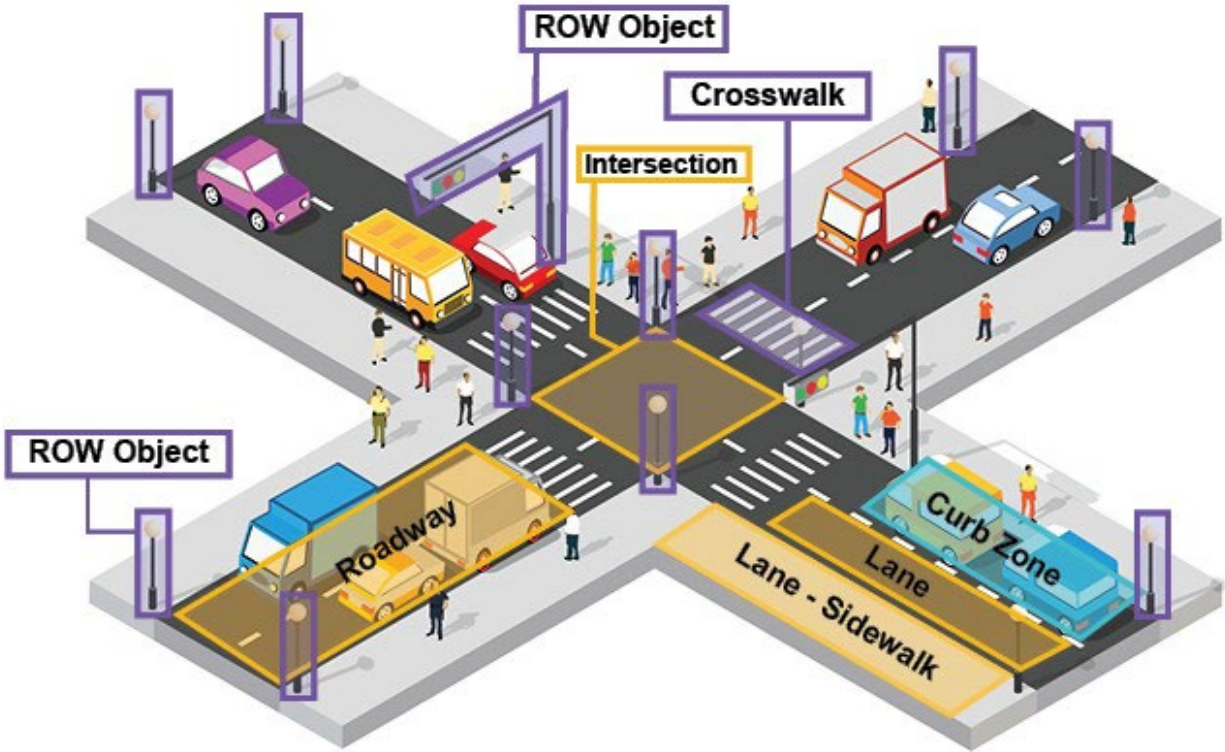 ROW Object
Crosswalk
Intersection
ROW Object
Roadway
Curb Zone
Lane
Lane - Sidewalk